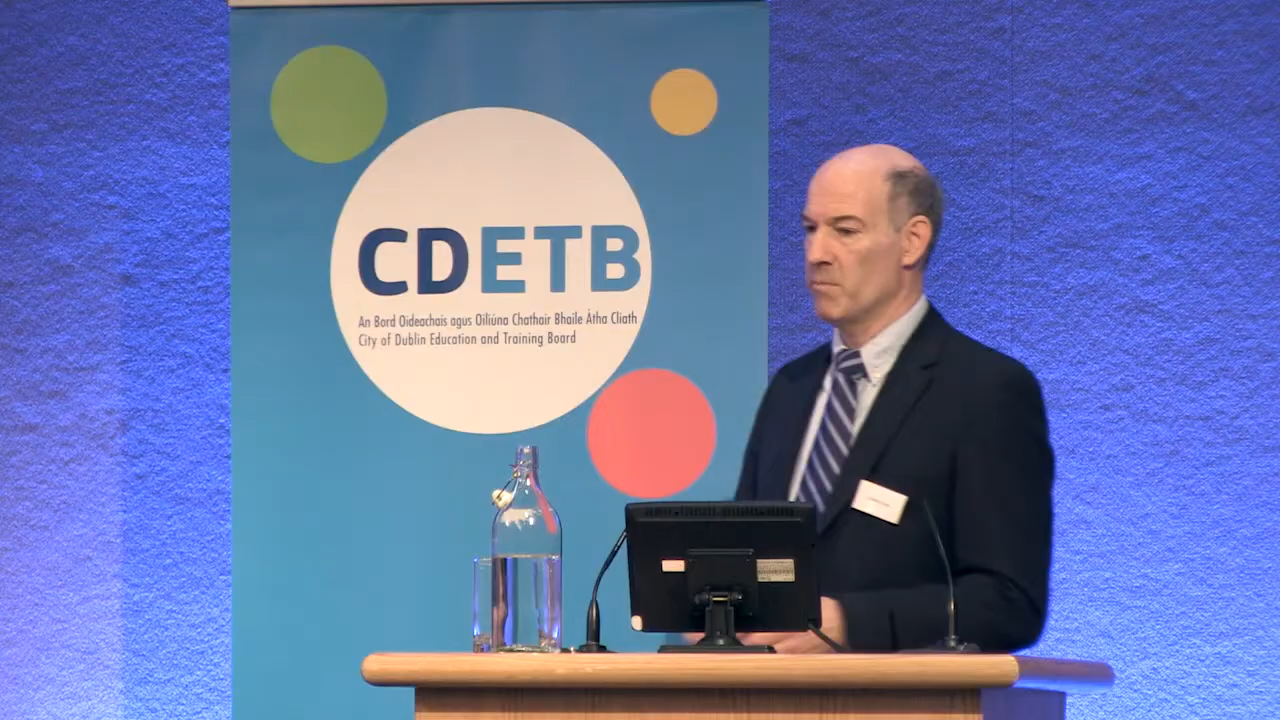 CDETB
An Bord Oideachais agus Oiliúna Chathair Bhaile Átha Cliath
City of Dublin Education and Training Board